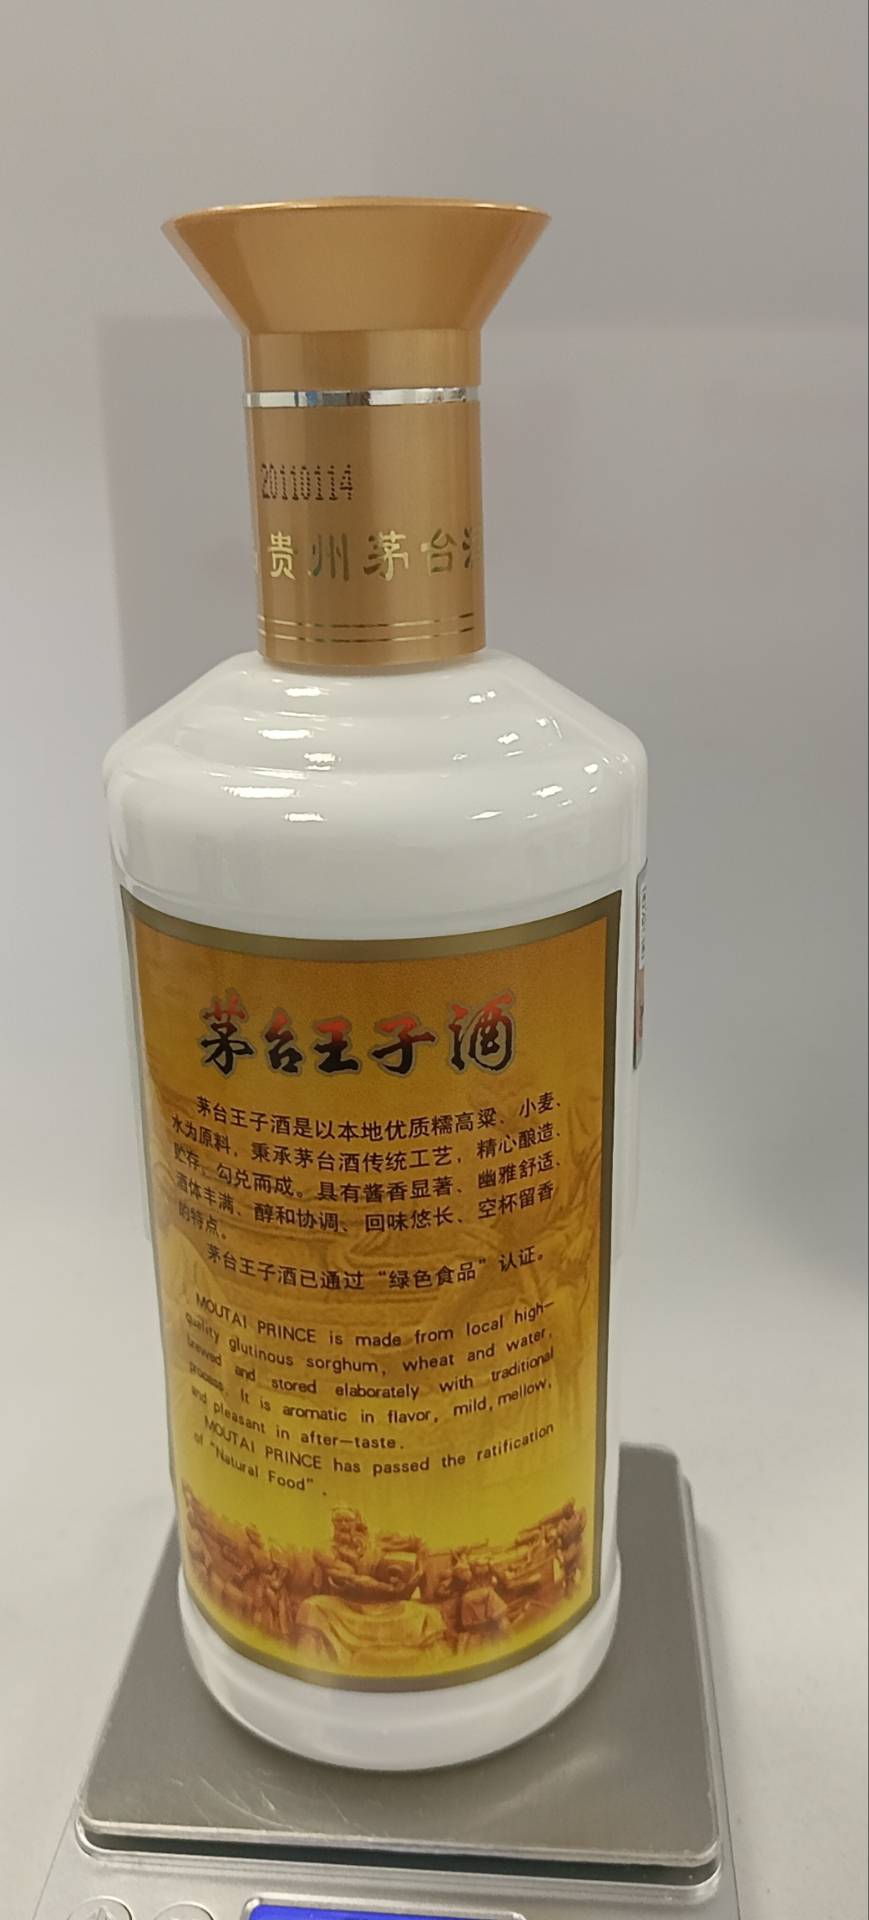 20110114
贵州茅台酒
茅台王子酒
茅台王子酒是以本地优质糯高粱、小麦、
水为原料，秉承茅台酒传统工艺，精心酿造、
贮存，勾兑而成。具有酱香显著、幽雅舒适、
酒体丰满、醇和协调、回味悠长、空杯留香
的特点。
茅台王子酒已通过“绿色食品”认证。
MOUTAI PRINCE is made from local high-
quality glutinous sorghum, wheat and water,
brewed and stored elaborately with traditional
process. It is aromatic in flavor, mild, mellow,
and pleasant in after-taste.
MOUTAI PRINCE has passed the ratification
of "Natural Food".